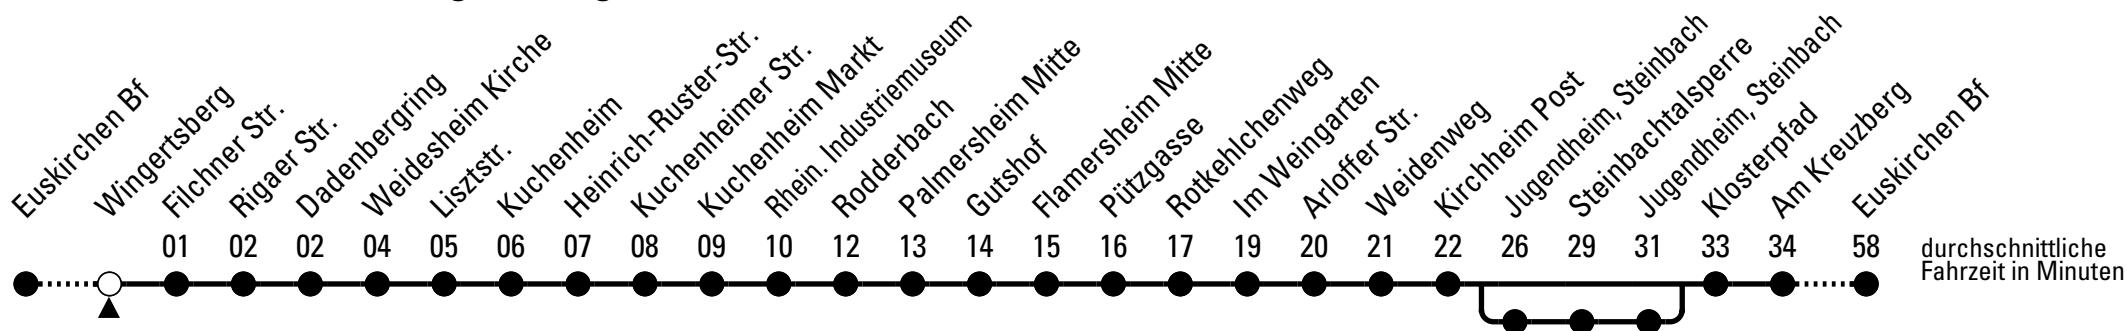 Euskirchen Bf
Wingertsberg
Filchner Str.
Rigaer Str.
Dadenbergring
Weidesheim Kirche
Lisztstr.
Kuchenheim
Heinrich-Ruster-Str.
Kuchenheimer Str.
Kuchenheim Markt
Rhein. Industriemuseum
Rodderbach
Palmersheim Mitte
Gutshof
Flamersheim Mitte
Pützgasse
Rotkehlchenweg
Im Weingarten
Arloffer Str.
Weidenweg
Kirchheim Post
Jugendheim, Steinbach
Steinbachtalsperre
Jugendheim, Steinbach
Klosterpfad
Am Kreuzberg
Euskirchen Bf
01 02 02 04 05 06 07 08 09 10 12 13 14 15 16 17 19 20 21 22 26 29 31 33 34 58
durchschnittliche
Fahrzeit in Minuten